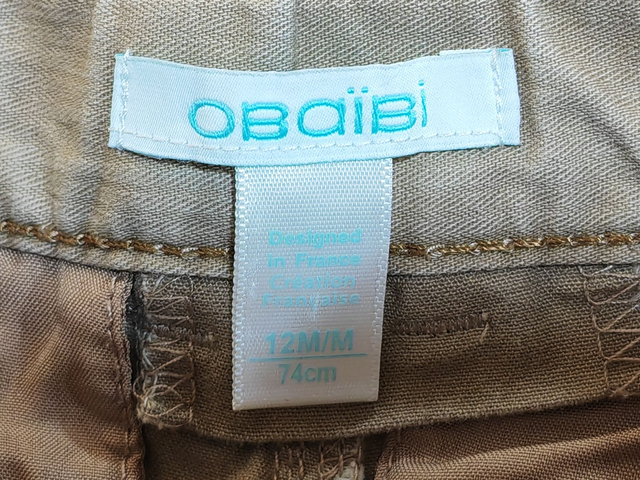 obaïbi
Designed
in France
Création
Française
12M/M
74cm